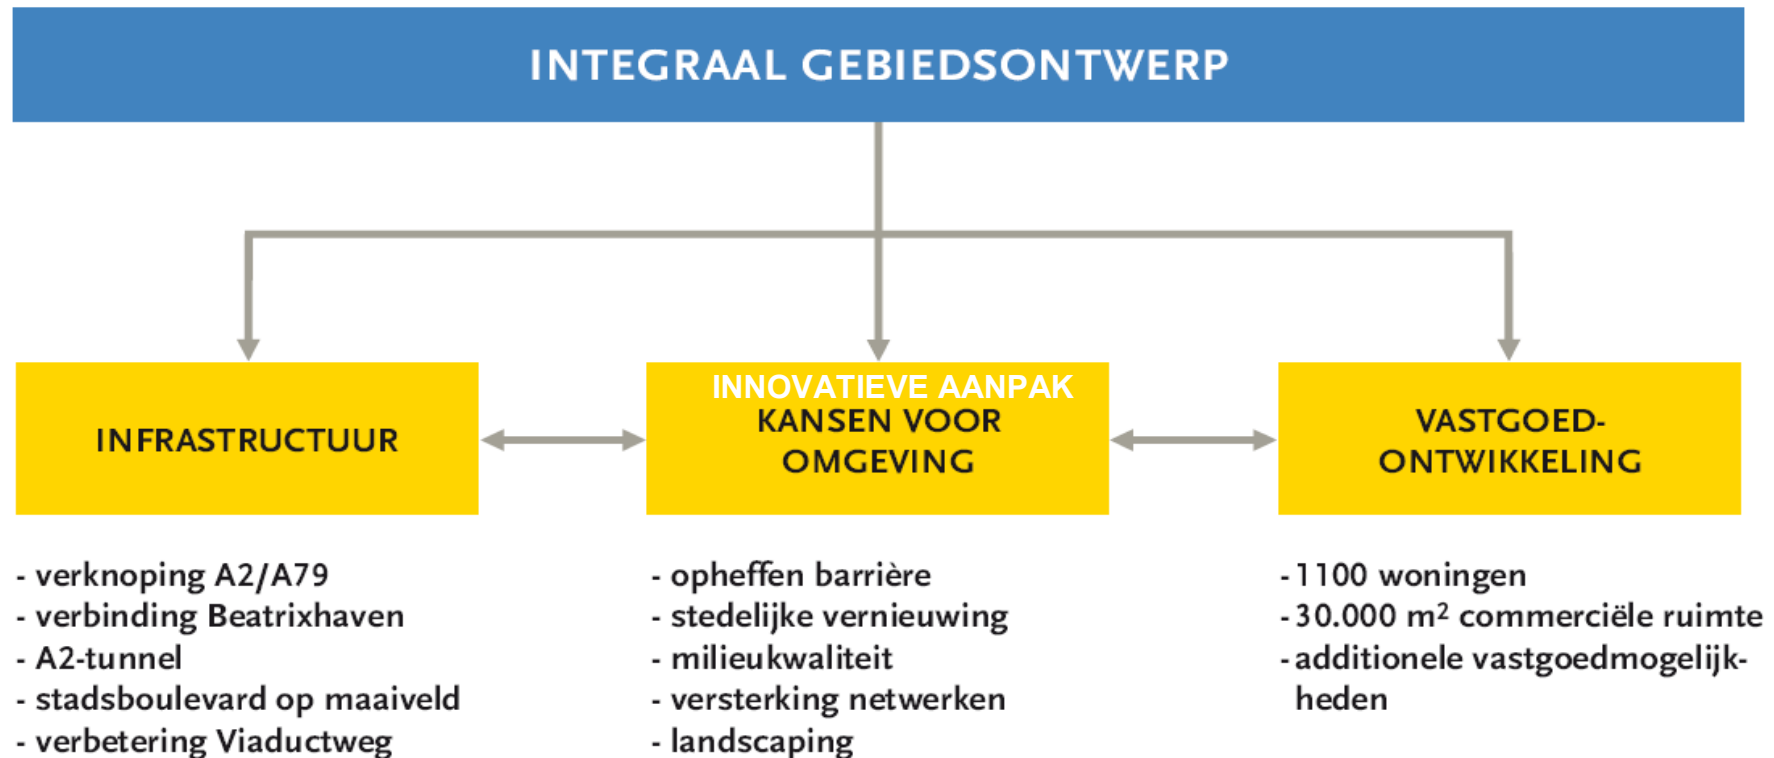 INTEGRAAL GEBIEDSONTWERP
INFRASTRUCTUUR
INNOVATIEVE AANPAK
KANSEN VOOR
OMGEVING
VASTGOED-
ONTWIKKELING
- verknoping A2/A79
- verbinding Beatrixhaven
- A2-tunnel
- stadsboulevard op maaiveld
- verbetering Viaductweg
- opheffen barrière
- stedelijke vernieuwing
- milieukwaliteit
- versterking netwerken
- landscaping
- 1100 woningen
- 30.000 m² commerciële ruimte
- additionele vastgoedmogelijk-
heden